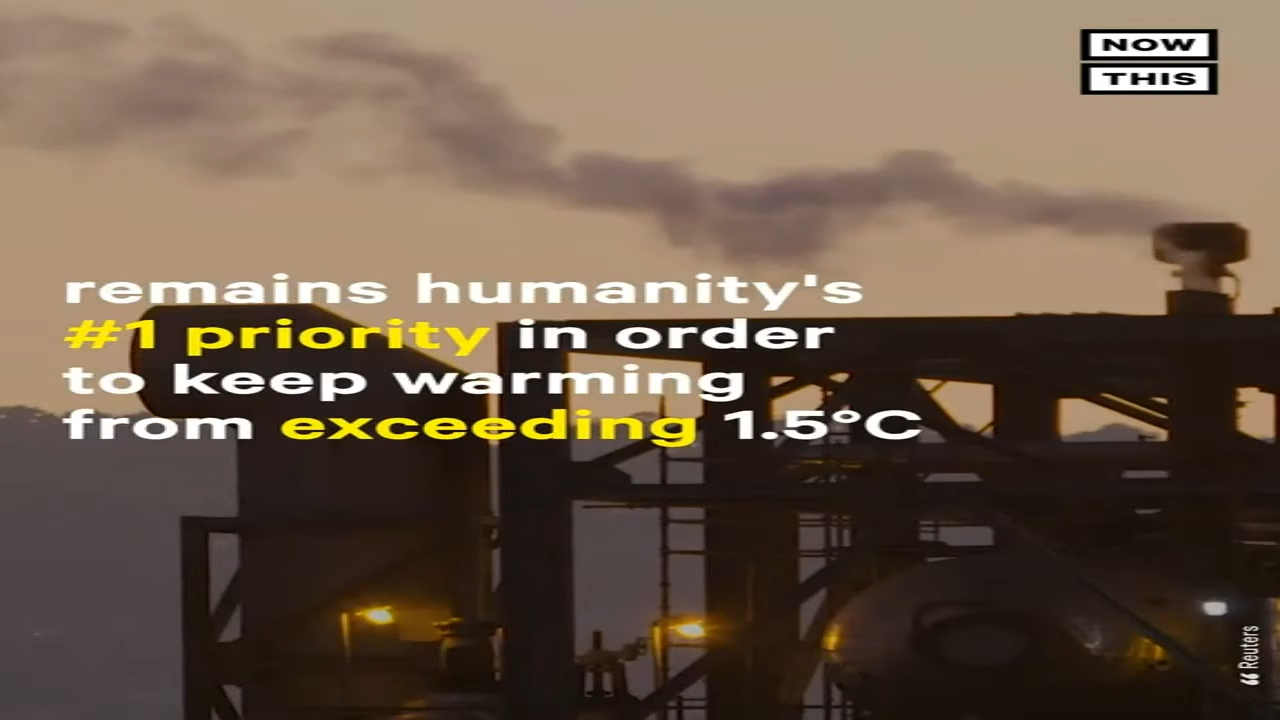 NOW
THIS
remains humanity's
#1 priority in order
to keep warming
from exceeding 1.5°C
❝ Reuters